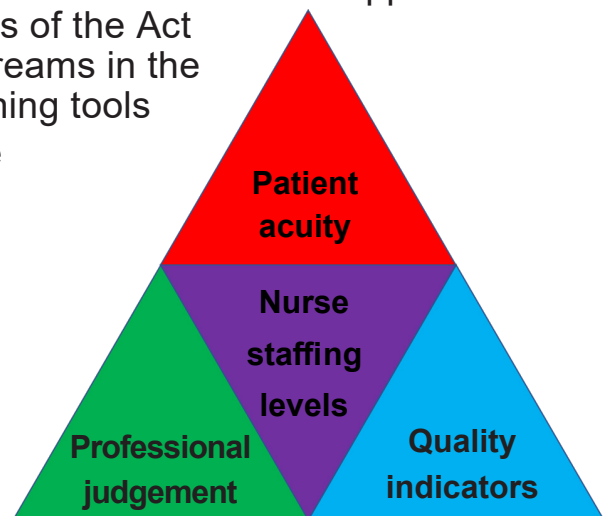 s of the Act
reams in the
ning tools
Patient
acuity
Nurse
staffing
levels
Professional
judgement
Quality
indicators